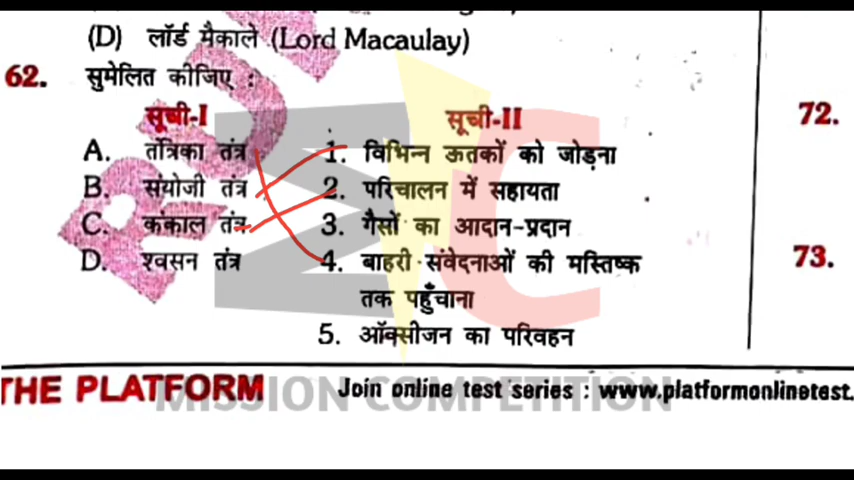 (D) लॉर्ड मैकाले (Lord Macaulay)
62. सुमेलित कीजिए :
सूची-I सूची-II
A. तंत्रिका तंत्र 1. विभिन्न ऊतकों को जोड़ना
B. संयोजी तंत्र 2. परिचालन में सहायता
C. कंकाल तंत्र 3. गैसों का आदान-प्रदान
D. श्वसन तंत्र 4. बाहरी संवेदनाओं की मस्तिष्क
तक पहुँचाना
5. ऑक्सीजन का परिवहन
72.
73.
THE PLATFORM Join online test series : www.platformonlinetest.
MISSION COMPETITION